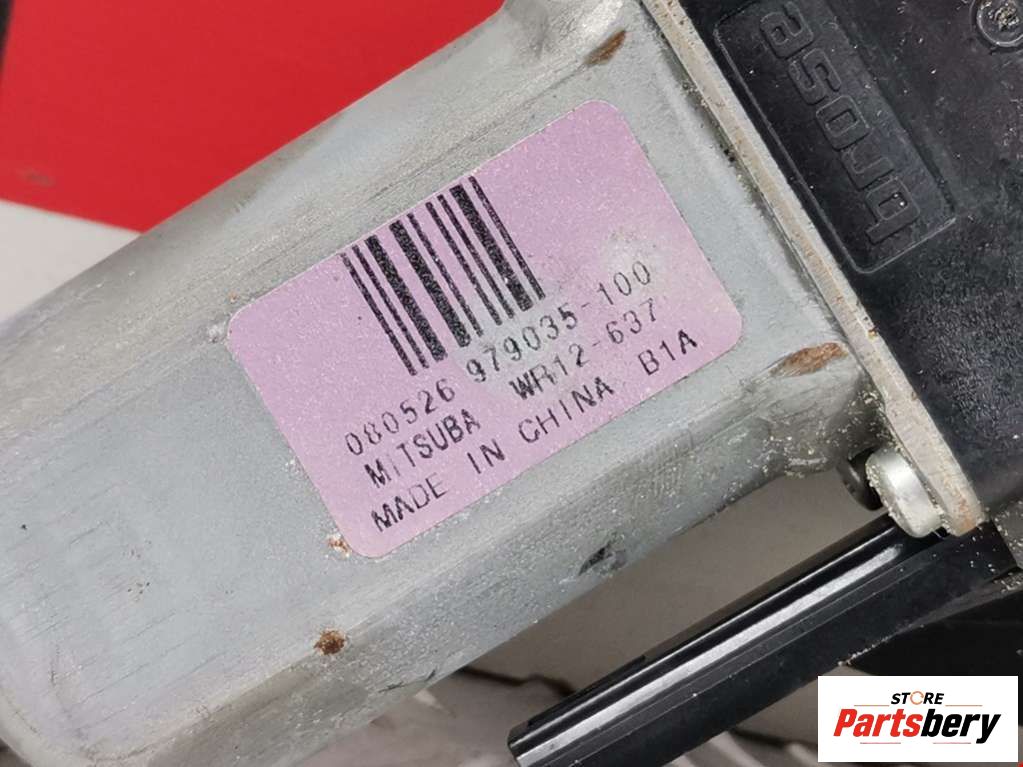 brose
080526 979035-100
MITSUBA WR12-637
MADE IN CHINA B1A
STORE
Partsbery